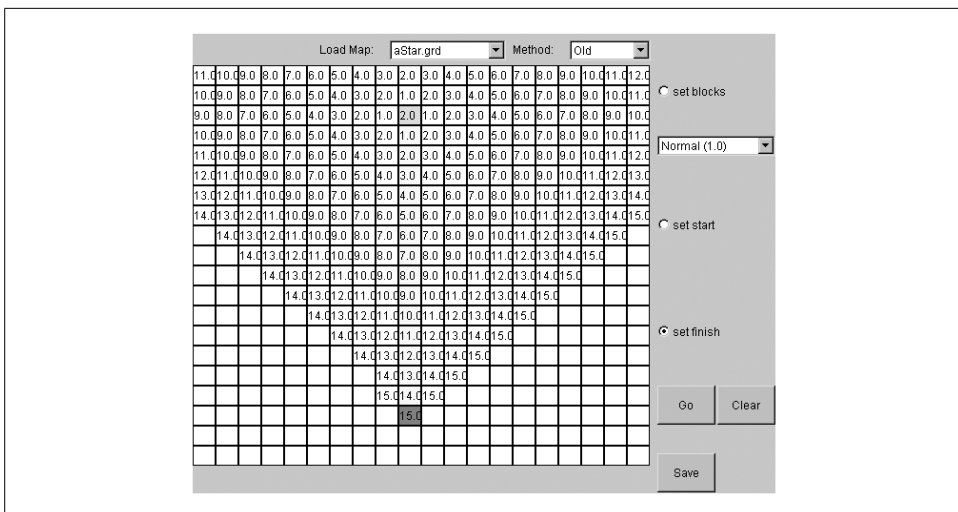 Load Map: aStar.grd Method: Old
11.0 10.0 9.0 8.0 7.0 6.0 5.0 4.0 3.0 2.0 3.0 4.0 5.0 6.0 7.0 8.0 9.0 10.0 11.0 12.0
10.0 9.0 8.0 7.0 6.0 5.0 4.0 3.0 2.0 1.0 2.0 3.0 4.0 5.0 6.0 7.0 8.0 9.0 10.0 11.0
9.0 8.0 7.0 6.0 5.0 4.0 3.0 2.0 1.0 2.0 1.0 2.0 3.0 4.0 5.0 6.0 7.0 8.0 9.0 10.0
10.0 9.0 8.0 7.0 6.0 5.0 4.0 3.0 2.0 1.0 2.0 3.0 4.0 5.0 6.0 7.0 8.0 9.0 10.0 11.0
11.0 10.0 9.0 8.0 7.0 6.0 5.0 4.0 3.0 2.0 3.0 4.0 5.0 6.0 7.0 8.0 9.0 10.0 11.0 12.0
12.0 11.0 10.0 9.0 8.0 7.0 6.0 5.0 4.0 3.0 4.0 5.0 6.0 7.0 8.0 9.0 10.0 11.0 12.0 13.0
13.0 12.0 11.0 10.0 9.0 8.0 7.0 6.0 5.0 4.0 5.0 6.0 7.0 8.0 9.0 10.0 11.0 12.0 13.0 14.0
14.0 13.0 12.0 11.0 10.0 9.0 8.0 7.0 6.0 5.0 6.0 7.0 8.0 9.0 10.0 11.0 12.0 13.0 14.0 15.0
14.0 13.0 12.0 11.0 10.0 9.0 8.0 7.0 6.0 7.0 8.0 9.0 10.0 11.0 12.0 13.0 14.0 15.0
14.0 13.0 12.0 11.0 10.0 9.0 8.0 7.0 8.0 9.0 10.0 11.0 12.0 13.0 14.0 15.0
14.0 13.0 12.0 11.0 10.0 9.0 8.0 9.0 10.0 11.0 12.0 13.0 14.0 15.0
14.0 13.0 12.0 11.0 10.0 9.0 10.0 11.0 12.0 13.0 14.0 15.0
14.0 13.0 12.0 11.0 10.0 11.0 12.0 13.0 14.0 15.0
14.0 13.0 12.0 11.0 12.0 13.0 14.0 15.0
14.0 13.0 12.0 13.0 14.0 15.0
14.0 13.0 14.0 15.0
15.0 14.0 15.0
15.0
set blocks
Normal (1.0)
set start
set finish
Go Clear
Save